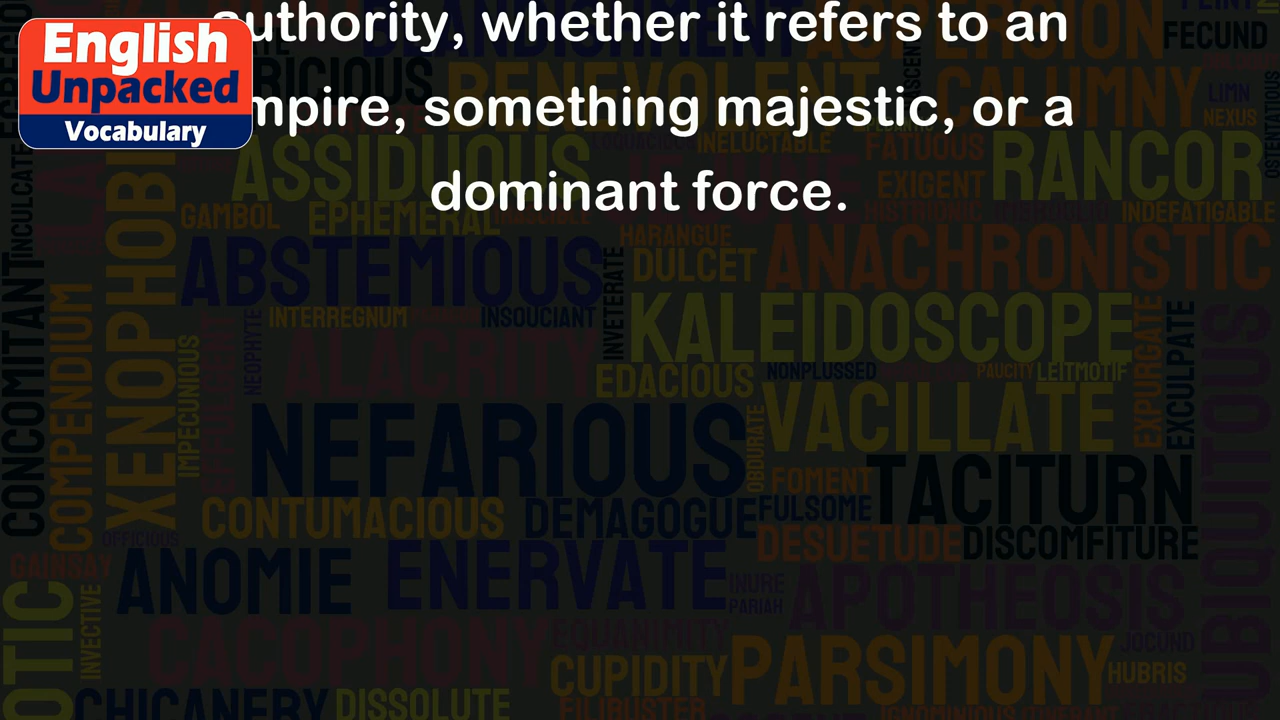 authority, whether it refers to an
English
Unpacked
Vocabulary
empire, something majestic, or a
dominant force.
FECUND
BENEVOLENT
CALUMNY
LIMN
NEXUS
ASSIDUOUS
INELUCTABLE
FATUOUS
EXIGENT
RANCOR
GAMBOL
EPHEMERAL
HISTRIONIC
INDEFATIGABLE
INCULCATE
OSTENTATIOUS
HARANGUE
ABSTEMIOUS
DULCET
ANACHRONISTIC
INVETERATE
INTERREGNUM
INSOUCIANT
KALEIDOSCOPE
CONCOMITANT
COMPENDIUM
IMPECUNIOUS
NEOPHYTE
ALACRITY
EDACIOUS
NONPLUSSED
PAUCITY
LEITMOTIF
EXPURGATE
EXCULPATE
UBIQUITOUS
NEFARIOUS
OBDURATE
VACILLATE
FOMENT
FULSOME
TACITURN
CONTUMACIOUS
DEMAGOGUE
DESUETUDE
DISCOMFITURE
OFFICIOUS
GAINSAY
ANOMIE
ENERVATE
INURE
PARIAH
APOTHEOSIS
INVECTIVE
CACOPHONY
EQUANIMITY
CUPIDITY
PARSIMONY
JOCUND
HUBRIS
CHICANERY
DISSOLUTE
FILIBUSTER